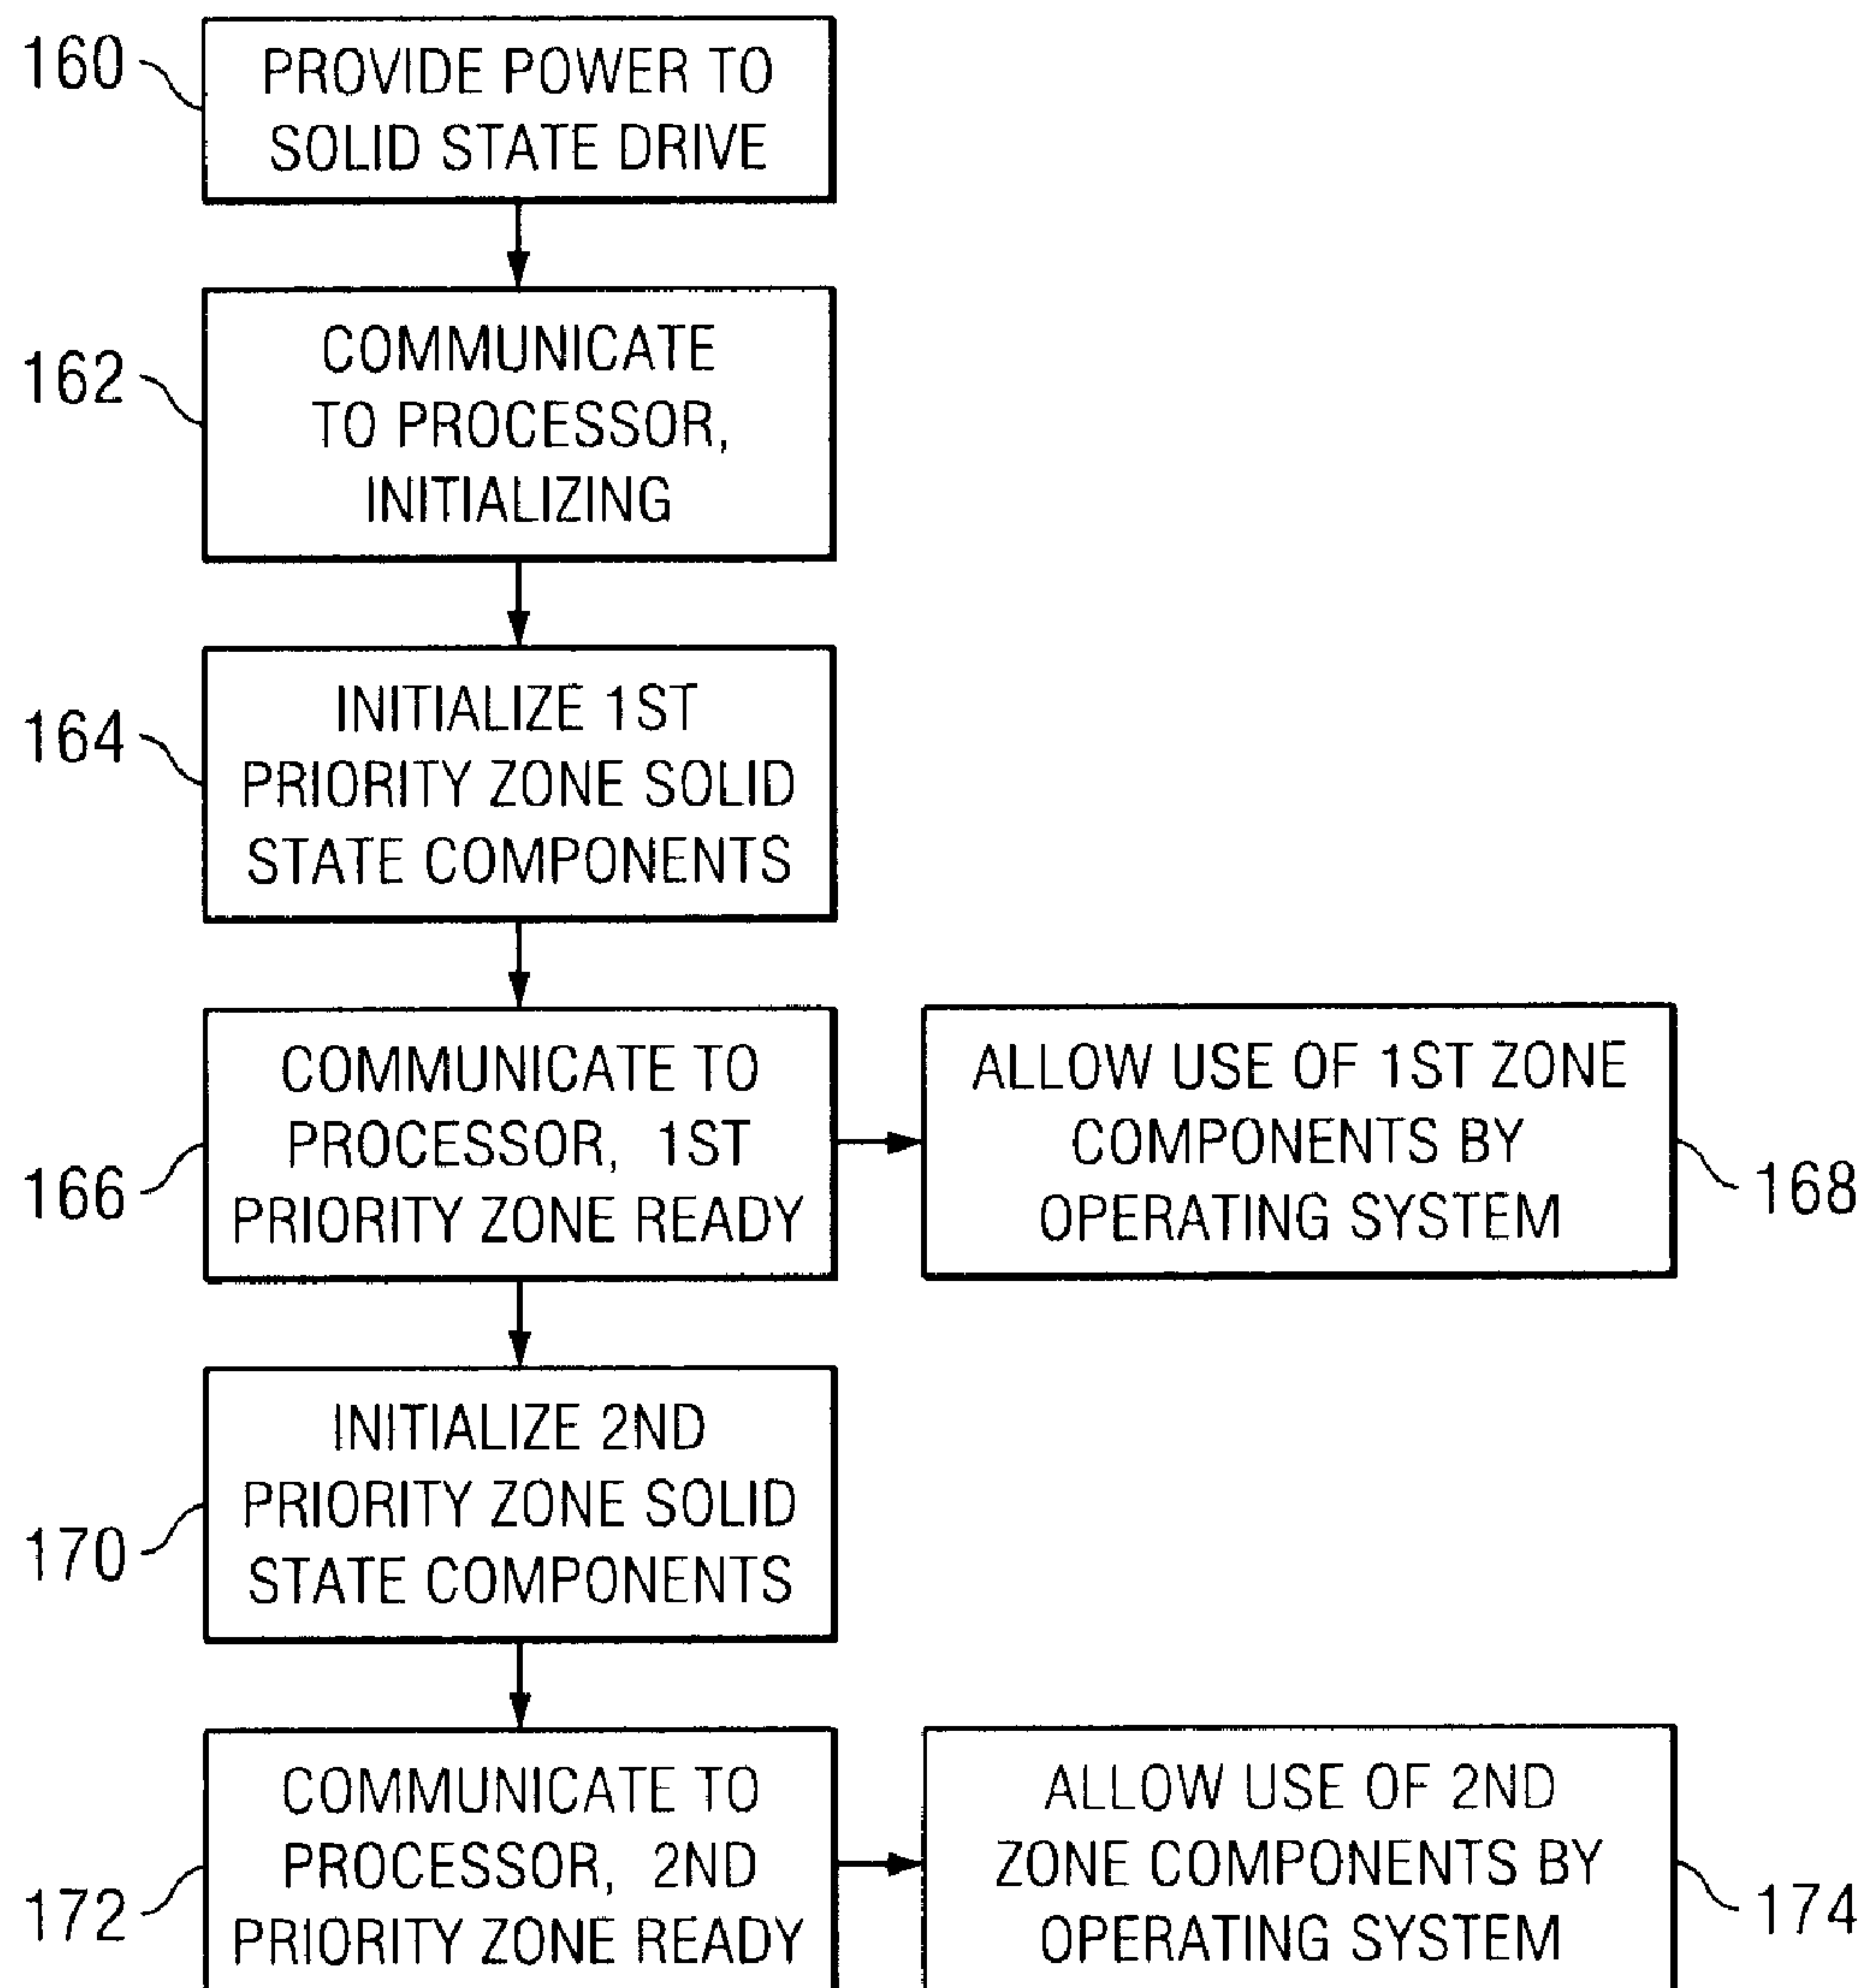 160
PROVIDE POWER TO
SOLID STATE DRIVE
162
COMMUNICATE
TO PROCESSOR,
INITIALIZING
164
INITIALIZE 1ST
PRIORITY ZONE SOLID
STATE COMPONENTS
166
COMMUNICATE TO
PROCESSOR, 1ST
PRIORITY ZONE READY
ALLOW USE OF 1ST ZONE
COMPONENTS BY
OPERATING SYSTEM
168
170
INITIALIZE 2ND
PRIORITY ZONE SOLID
STATE COMPONENTS
172
COMMUNICATE TO
PROCESSOR, 2ND
PRIORITY ZONE READY
ALLOW USE OF 2ND
ZONE COMPONENTS BY
OPERATING SYSTEM
174